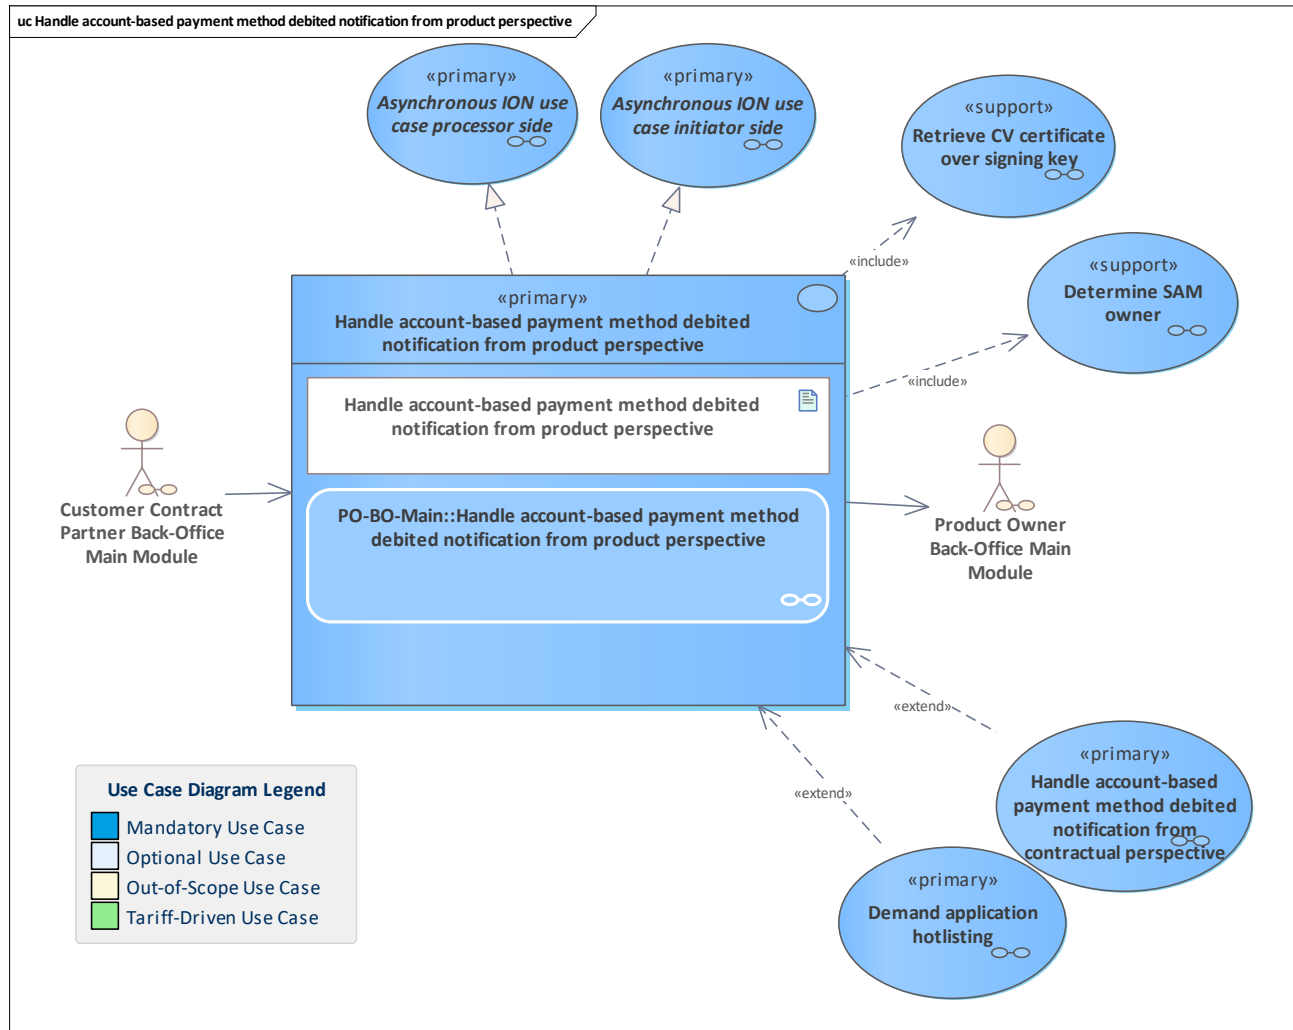 uc Handle account-based payment method debited notification from product perspective
«primary»
Asynchronous ION use
case processor side
«primary»
Asynchronous ION use
case initiator side
«support»
Retrieve CV certificate
over signing key
«include»
«support»
Determine SAM
owner
«include»
«primary»
Handle account-based payment method debited
notification from product perspective
Handle account-based payment method debited
notification from product perspective
PO-BO-Main::Handle account-based payment method
debited notification from product perspective
Customer Contract
Partner Back-Office
Main Module
Product Owner
Back-Office Main
Module
«extend»
«extend»
«primary»
Handle account-based
payment method debited
notification from
contractual perspective
«primary»
Demand application
hotlisting
Use Case Diagram Legend
Mandatory Use Case
Optional Use Case
Out-of-Scope Use Case
Tariff-Driven Use Case